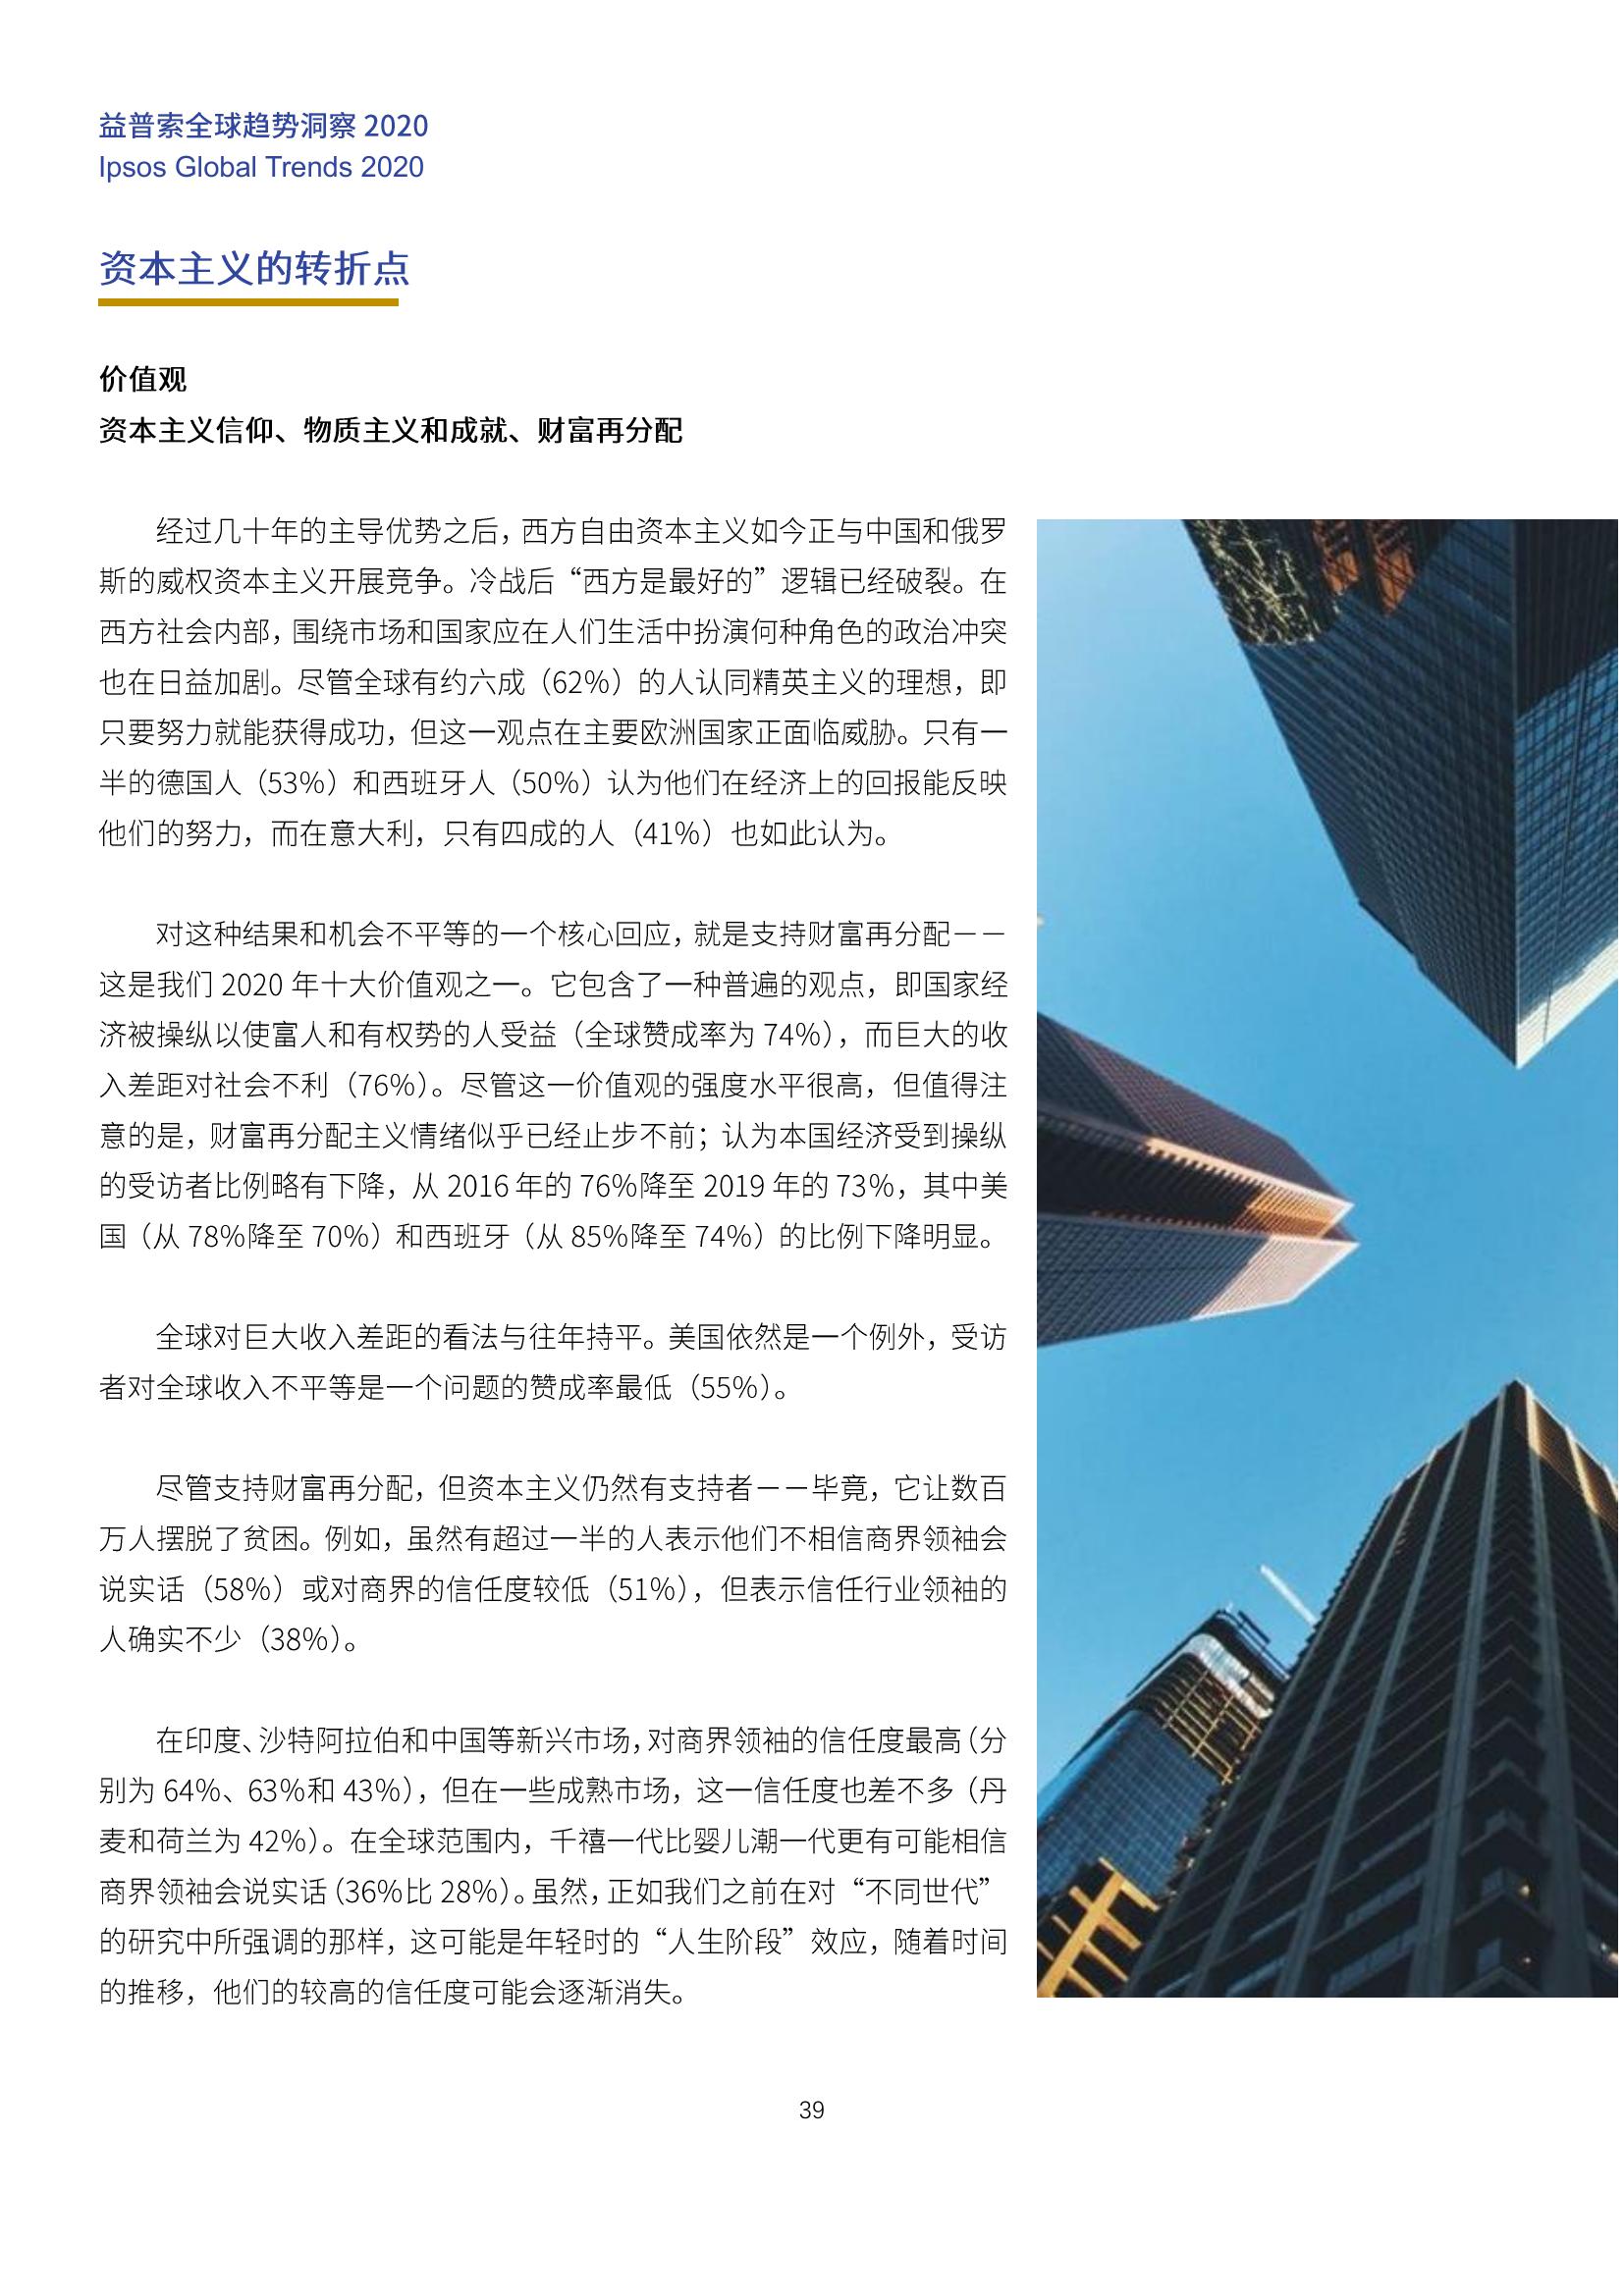 益普索全球趋势洞察 2020
Ipsos Global Trends 2020
资本主义的转折点
价值观
资本主义信仰、物质主义和成就、财富再分配
经过几十年的主导优势之后，西方自由资本主义如今正与中国和俄罗
斯的威权资本主义开展竞争。冷战后“西方是最好的”逻辑已经破裂。在
西方社会内部，围绕市场和国家应在人们生活中扮演何种角色的政治冲突
也在日益加剧。尽管全球有约六成（62%）的人认同精英主义的理想，即
只要努力就能获得成功，但这一观点在主要欧洲国家正面临威胁。只有一
半的德国人（53%）和西班牙人（50%）认为他们在经济上的回报能反映
他们的努力，而在意大利，只有四成的人（41%）也如此认为。
对这种结果和机会不平等的一个核心回应，就是支持财富再分配——
这是我们 2020 年十大价值观之一。它包含了一种普遍的观点，即国家经
济被操纵以使富人和有权势的人受益（全球赞成率为 74%），而巨大的收
入差距对社会不利（76%）。尽管这一价值观的强度水平很高，但值得注
意的是，财富再分配主义情绪似乎已经止步不前；认为本国经济受到操纵
的受访者比例略有下降，从 2016 年的 76%降至 2019 年的 73%，其中美
国（从 78%降至 70%）和西班牙（从 85%降至 74%）的比例下降明显。
全球对巨大收入差距的看法与往年持平。美国依然是一个例外，受访
者对全球收入不平等是一个问题的赞成率最低（55%）。
尽管支持财富再分配，但资本主义仍然有支持者——毕竟，它让数百
万人摆脱了贫困。例如，虽然有超过一半的人表示他们不相信商界领袖会
说实话（58%）或对商界的信任度较低（51%），但表示信任行业领袖的
人确实不少（38%）。
在印度、沙特阿拉伯和中国等新兴市场，对商界领袖的信任度最高（分
别为 64%、63%和 43%），但在一些成熟市场，这一信任度也差不多（丹
麦和荷兰为 42%）。在全球范围内，千禧一代比婴儿潮一代更有可能相信
商界领袖会说实话（36%比 28%）。虽然，正如我们之前在对“不同世代”
的研究中所强调的那样，这可能是年轻时的“人生阶段”效应，随着时间
的推移，他们的较高的信任度可能会逐渐消失。
39